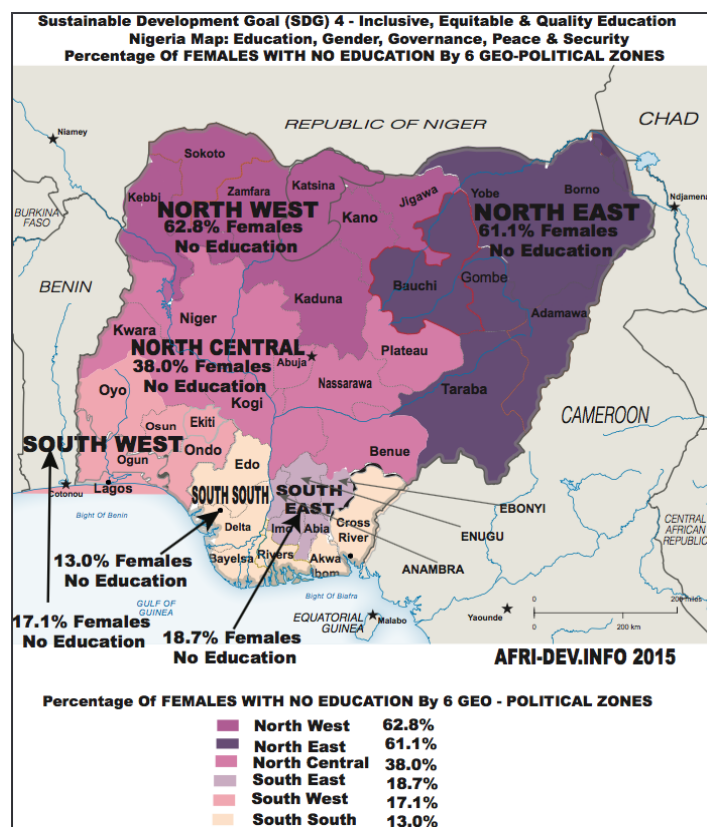 Sustainable Development Goal (SDG) 4 - Inclusive, Equitable & Quality Education
Nigeria Map: Education, Gender, Governance, Peace & Security
Percentage Of FEMALES WITH NO EDUCATION By 6 GEO-POLITICAL ZONES
REPUBLIC OF NIGER
CHAD
Niamey
Sokoto
Katsina
Kebbi
Zamfara
Jigawa
Yobe
Borno
Ndjamena
BURKINA
FASO
NORTH WEST
62.8% Females
No Education
Kano
NORTH EAST
61.1% Females
No Education
BENIN
Bauchi
Gombe
Kaduna
Adamawa
Niger
Kwara
NORTH CENTRAL
38.0% Females
No Education
Abuja
Plateau
Nassarawa
Taraba
Oyo
Kogi
CAMEROON
Osun
Ekiti
SOUTH WEST
Ogun
Ondo
Benue
Edo
Lagos
Cotonou
SOUTH SOUTH
SOUTH
EAST
EBONYI
Bight Of Benin
Delta
Imo
Abia
Cross
River
ENUGU
CENTRAL
AFRICAN
REPUBLIC
13.0% Females
No Education
Bayelsa
Rivers
Akwa
Ibom
ANAMBRA
GULF OF
GUINEA
Bight Of Biafra
17.1% Females
No Education
18.7% Females
No Education
EQUATORIAL
GUINEA
Malabo
Yaounde
0
200 miles
0
200 km
AFRI-DEV.INFO 2015
Percentage Of FEMALES WITH NO EDUCATION By 6 GEO - POLITICAL ZONES
North West 62.8%
North East 61.1%
North Central 38.0%
South East 18.7%
South West 17.1%
South South 13.0%